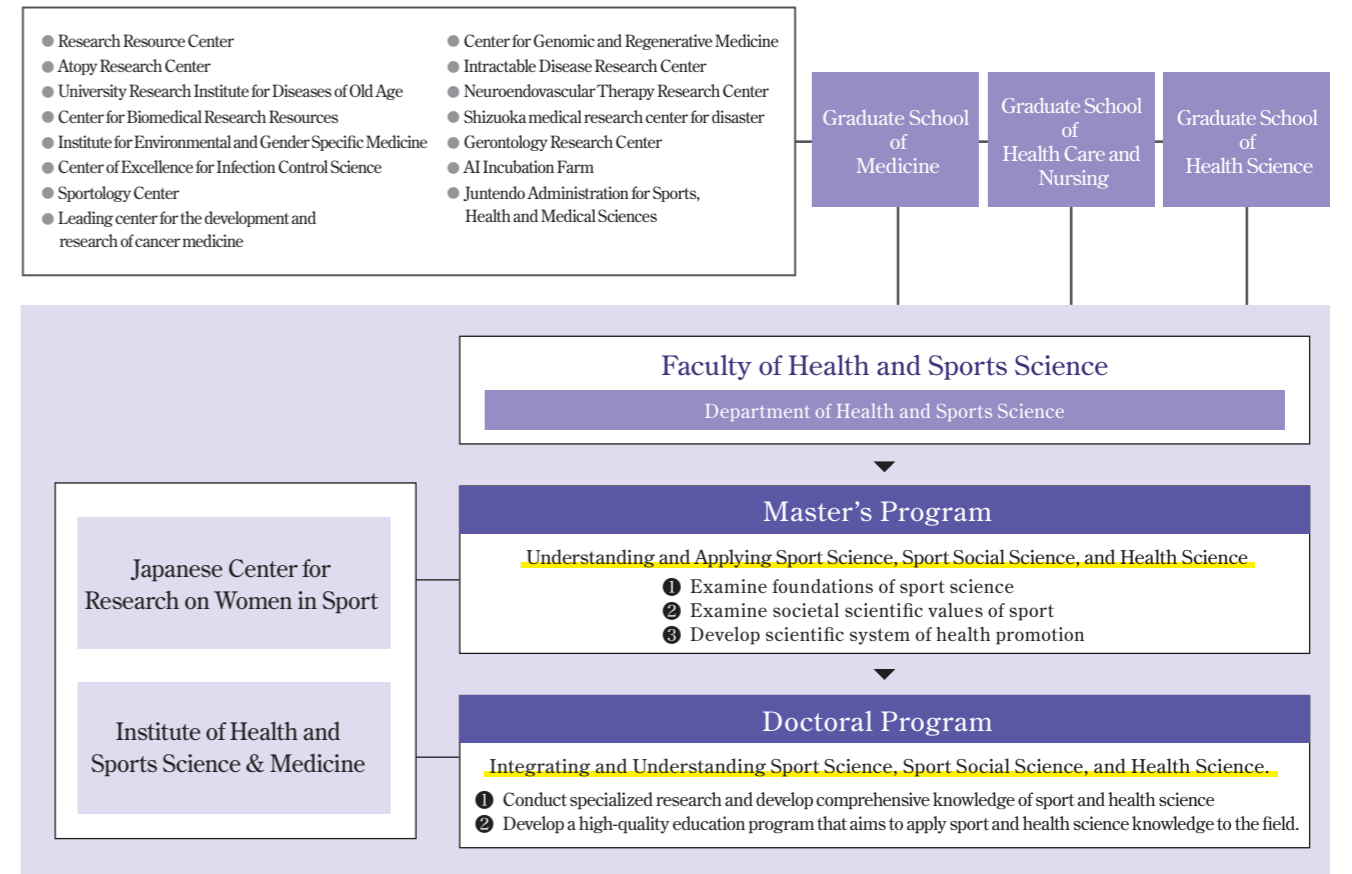 ● Research Resource Center
● Atopy Research Center
● University Research Institute for Diseases of Old Age
● Center for Biomedical Research Resources
● Institute for Environmental and Gender Specific Medicine
● Center of Excellence for Infection Control Science
● Sportology Center
● Leading center for the development and
research of cancer medicine
● Center for Genomic and Regenerative Medicine
● Intractable Disease Research Center
● Neuroendovascular Therapy Research Center
● Shizuoka medical research center for disaster
● Gerontology Research Center
● AI Incubation Farm
● Juntendo Administration for Sports,
Health and Medical Sciences
Graduate School
of
Medicine
Graduate School
of
Health Care and
Nursing
Graduate School
of
Health Science
Faculty of Health and Sports Science
Department of Health and Sports Science
Japanese Center for
Research on Women in Sport
Institute of Health and
Sports Science & Medicine
Master’s Program
Understanding and Applying Sport Science, Sport Social Science, and Health Science
❶ Examine foundations of sport science
❷ Examine societal scientific values of sport
❸ Develop scientific system of health promotion
Doctoral Program
Integrating and Understanding Sport Science, Sport Social Science, and Health Science.
❶ Conduct specialized research and develop comprehensive knowledge of sport and health science
❷ Develop a high-quality education program that aims to apply sport and health science knowledge to the field.